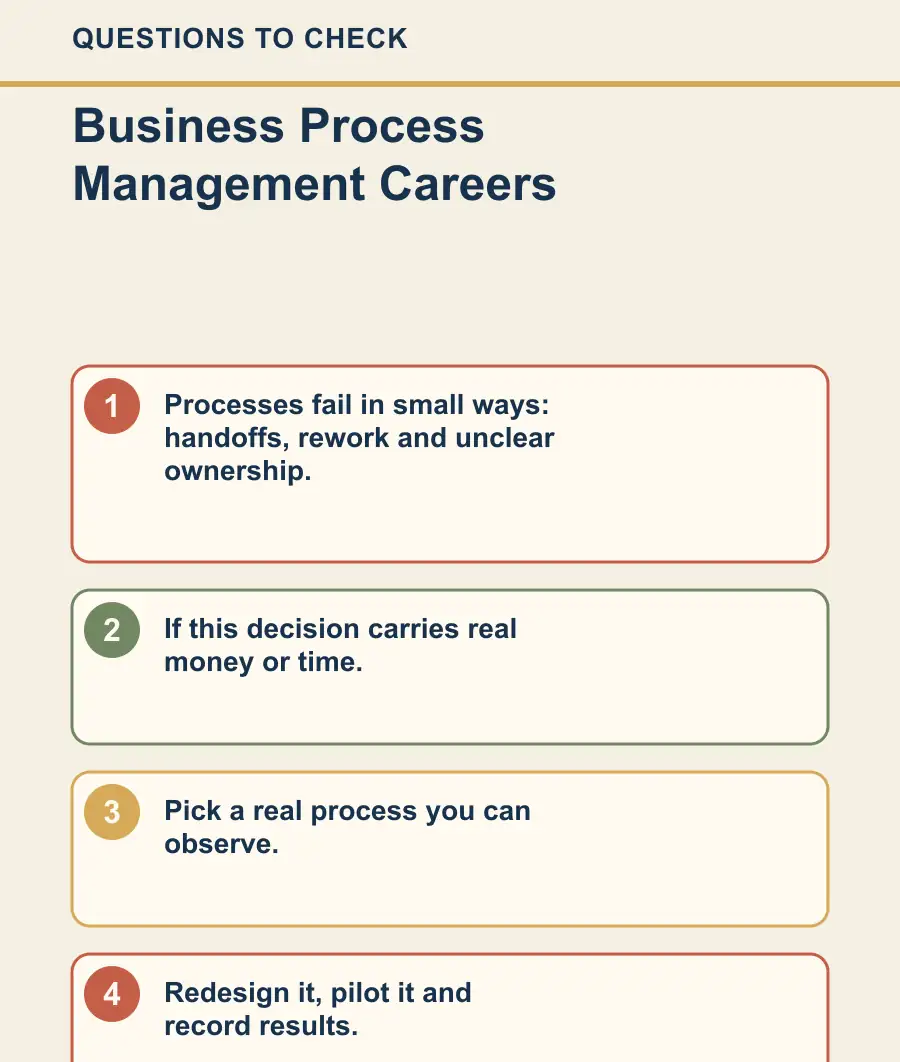 QUESTIONS TO CHECK
Business Process
Management Careers
1
Processes fail in small ways:
handoffs, rework and unclear
ownership.
2
If this decision carries real
money or time.
3
Pick a real process you can
observe.
4
Redesign it, pilot it and
record results.